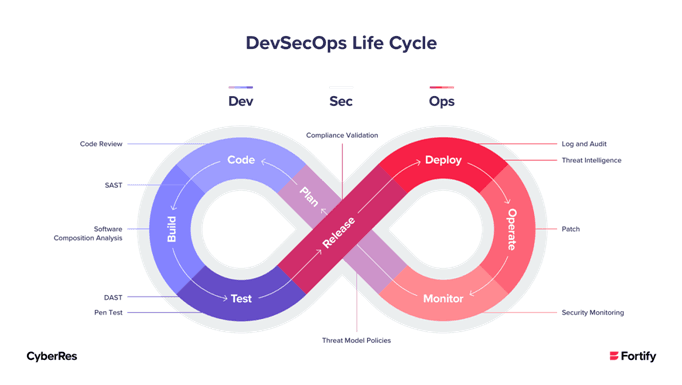 DevSecOps Life Cycle
Dev
Sec
Ops
Compliance Validation
Code Review
Code
Plan
Deploy
Log and Audit
Threat Intelligence
SAST
Build
Release
Operate
Software
Composition Analysis
Patch
DAST
Test
Monitor
Pen Test
Security Monitoring
Threat Model Policies
CyberRes
Fortify